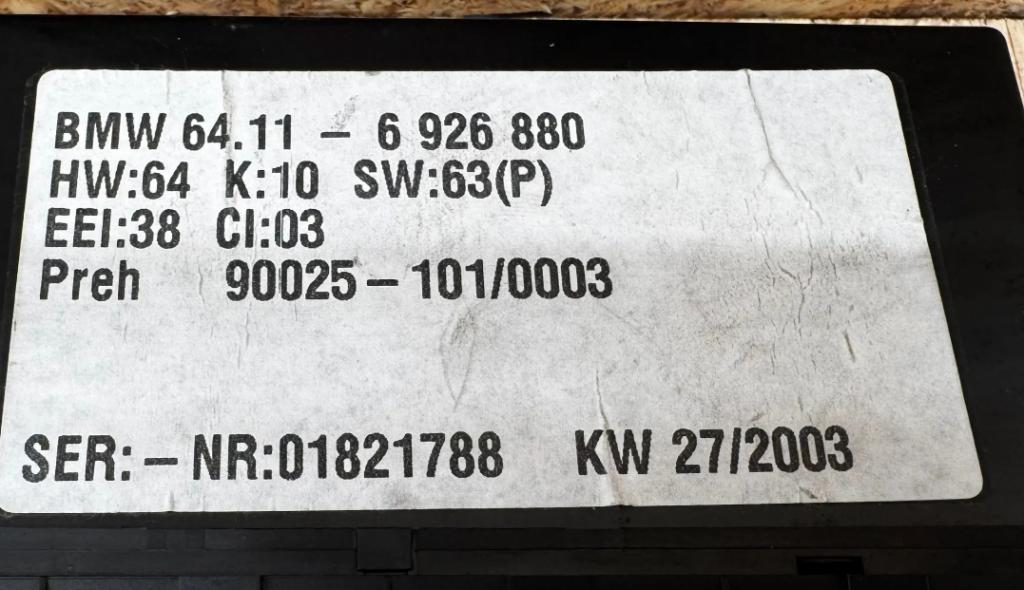 BMW 64.11 – 6 926 880
HW:64 K:10 SW:63(P)
EEI:38 CI:03
Preh 90025 – 101/0003
SER: – NR:01821788 KW 27/2003